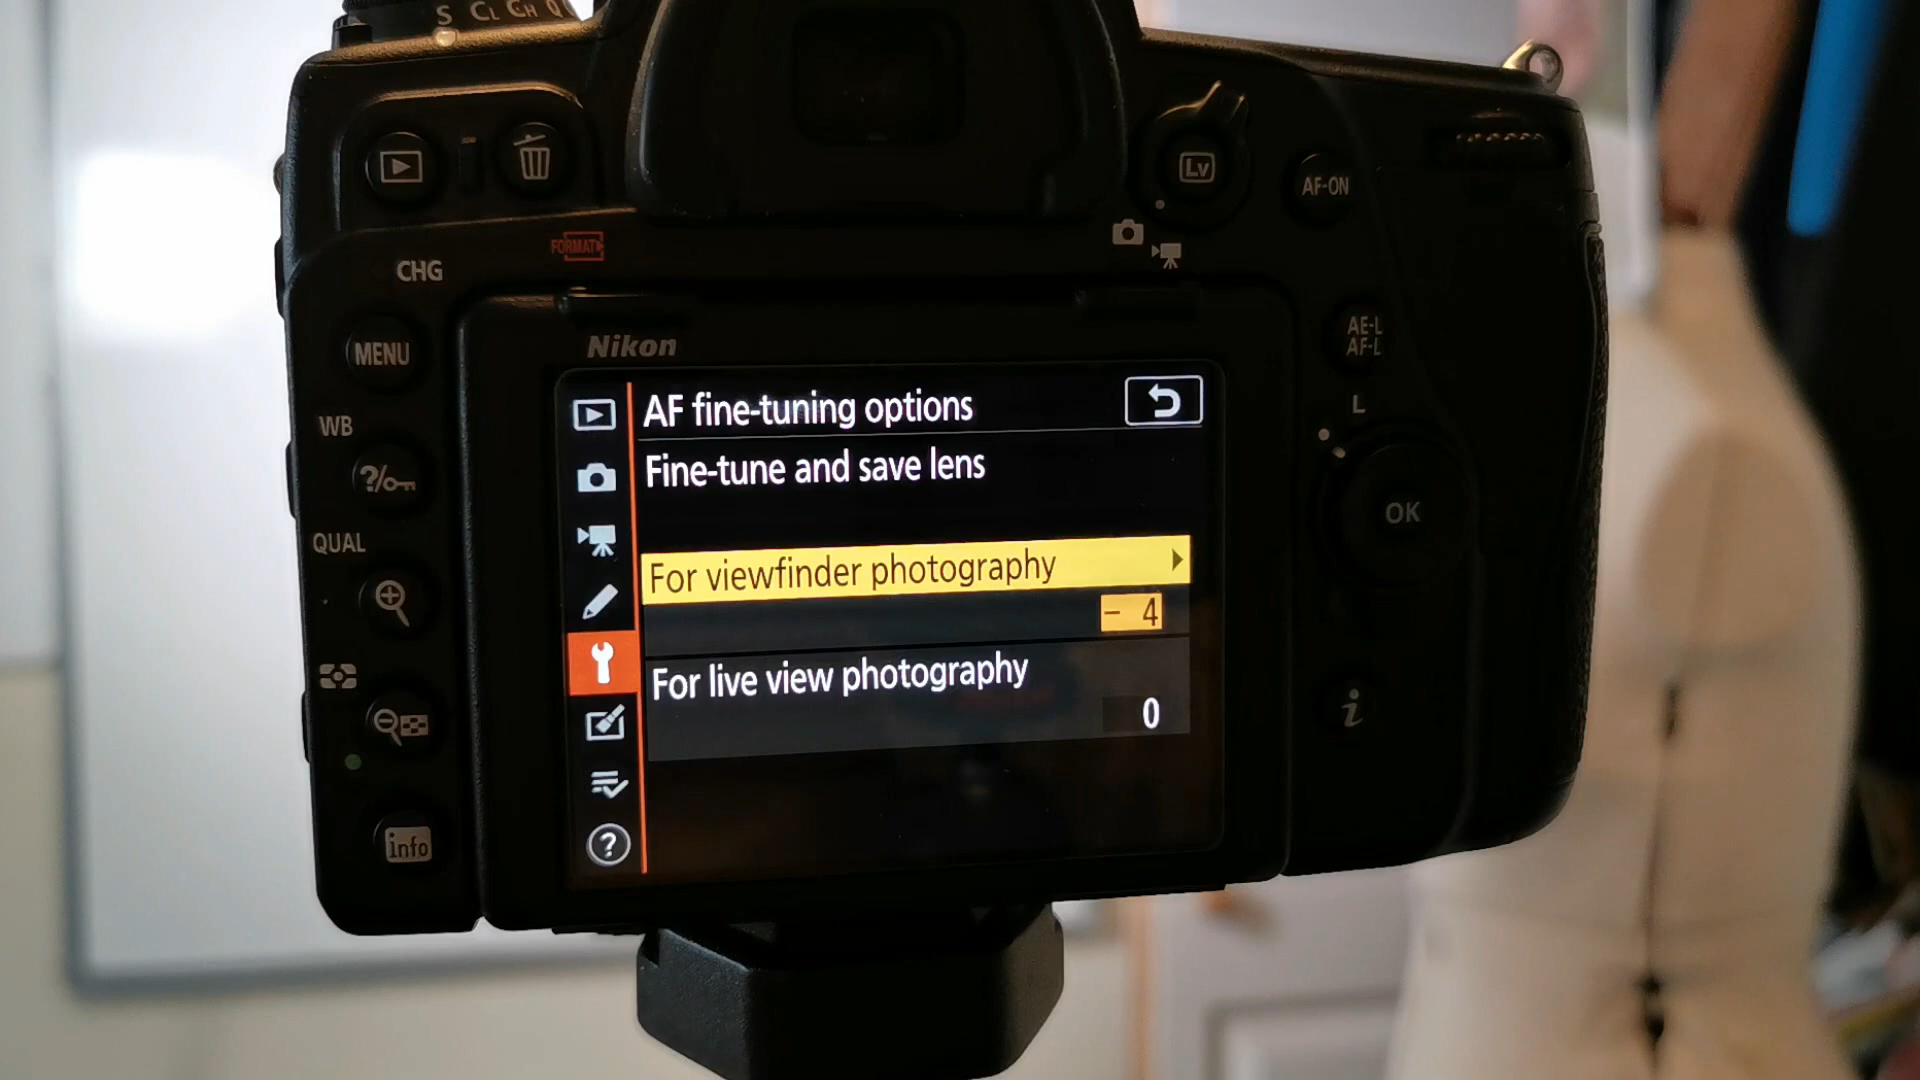 S CL CH Q
Lv
AF-ON
FORMAT
CHG
Nikon
AE-L
AF-L
MENU
AF fine-tuning options
L
WB
Fine-tune and save lens
?
OK
QUAL
For viewfinder photography
- 4
For live view photography
0
i
?
info